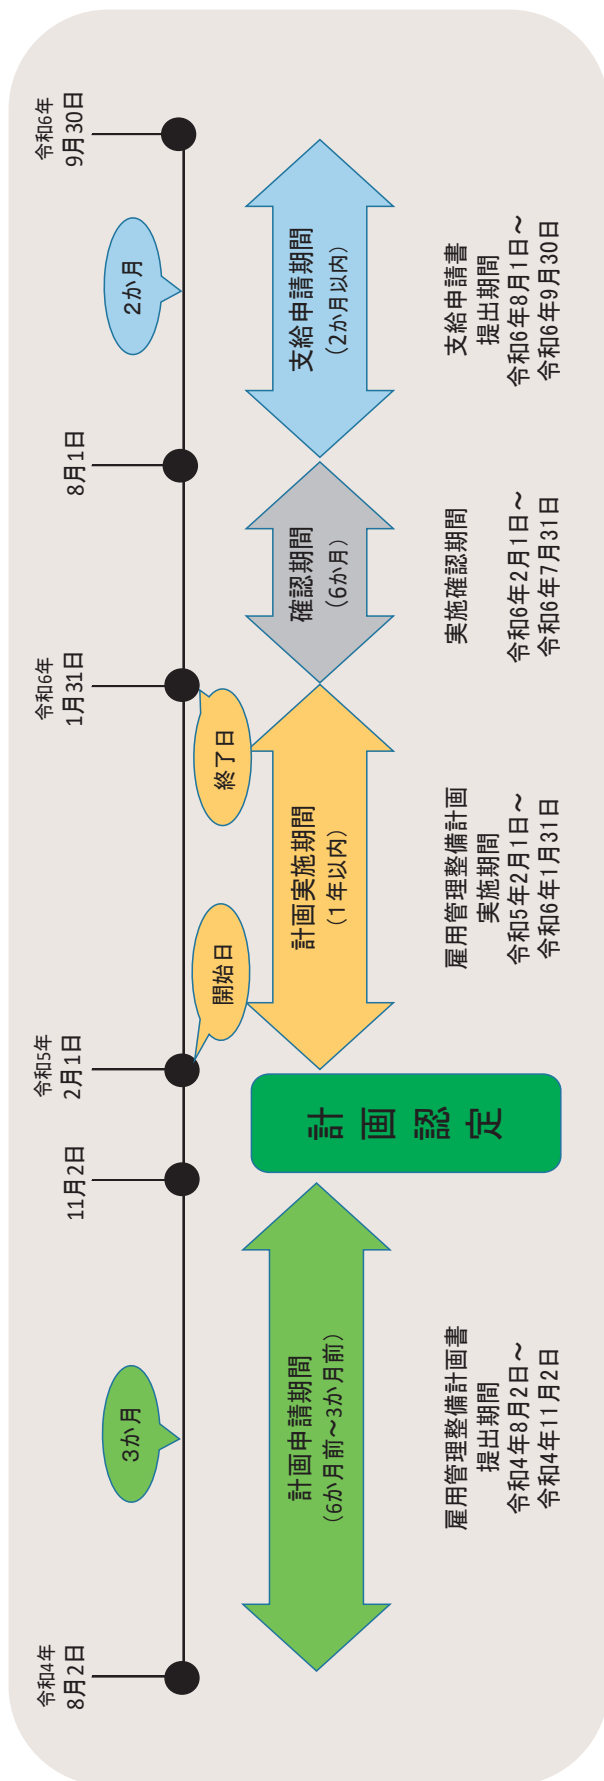 令和4年
8月2日
11月2日
令和5年
2月1日
令和6年
1月31日
8月1日
令和6年
9月30日
3か月
開始日
終了日
2か月
計画申請期間
（6か月前～3か月前）
計画認定
計画実施期間
（1年以内）
確認期間
（6か月）
支給申請期間
（2か月以内）
雇用管理整備計画書
提出期間
令和4年8月2日～
令和4年11月2日
雇用管理整備計画
実施期間
令和5年2月1日～
令和6年1月31日
実施確認期間
令和6年2月1日～
令和6年7月31日
支給申請書
提出期間
令和6年8月1日～
令和6年9月30日